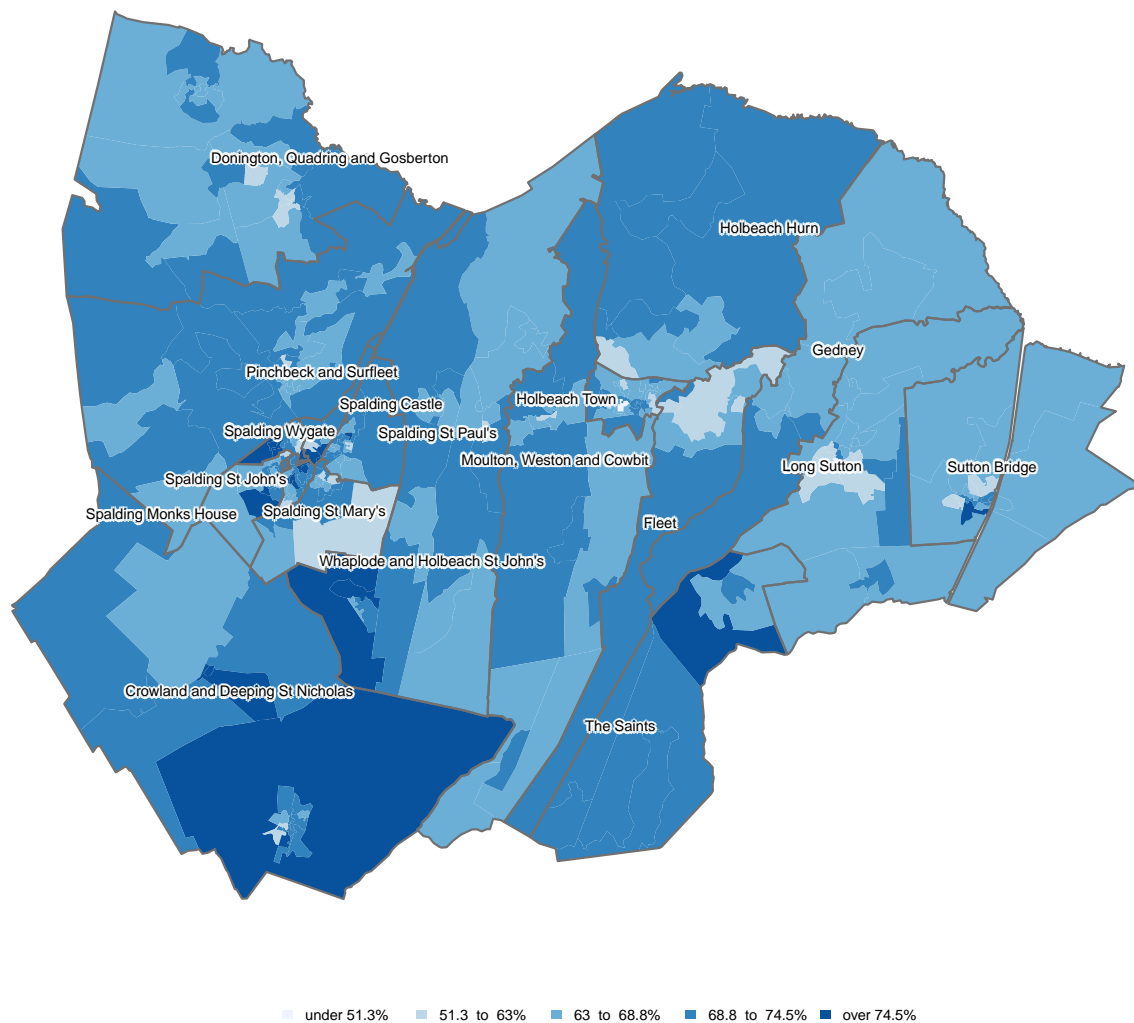 Donington, Quadring and Gosberton
Holbeach Hurn
Gedney
Pinchbeck and Surfleet
Holbeach Town
Spalding Castle
Spalding Wygate
Spalding St Paul's
Moulton, Weston and Cowbit
Long Sutton
Sutton Bridge
Spalding St John's
Spalding Monks House
Spalding St Mary's
Fleet
Whaplode and Holbeach St John's
Crowland and Deeping St Nicholas
The Saints
under 51.3%
51.3 to 63%
63 to 68.8%
68.8 to 74.5%
over 74.5%